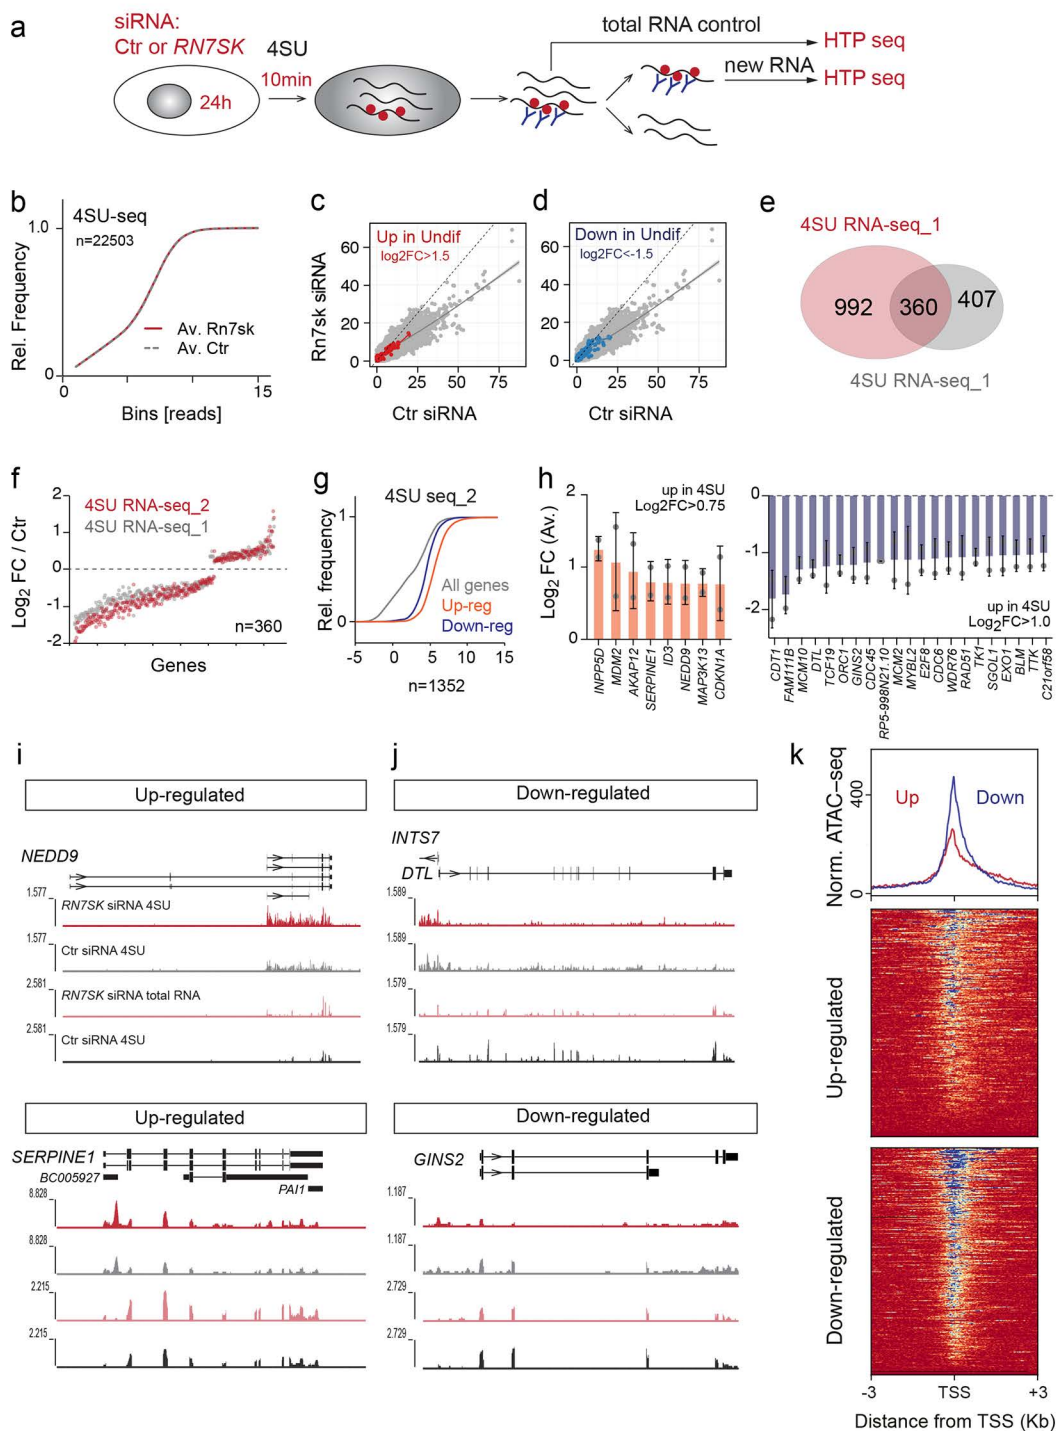 a
siRNA:
Ctr or RN7SK
4SU
10min
24h
total RNA control
HTP seq
new RNA
HTP seq
b
4SU-seq
n=22503
Rel. Frequency
1.0
0
Av. Rn7sk
Av. Ctr
0
15
Bins [reads]
c
Up in Undif
log2FC>1.5
Rn7sk siRNA
60
40
20
0
0
25
50
75
Ctr siRNA
d
Down in Undif
log2FC<-1.5
60
40
20
0
0
25
50
75
Ctr siRNA
e
4SU RNA-seq_1
992
360
407
4SU RNA-seq_1
f
Log2 FC / Ctr
2
1
0
-1
-2
4SU RNA-seq_2
4SU RNA-seq_1
n=360
Genes
g
4SU seq_2
Rel. frequency
1
0
All genes
Up-reg
Down-reg
-5
0
5
10
15
n=1352
h
Log2 FC (Av.)
2
1
0
up in 4SU
Log2FC>0.75
INPP5D
MDM2
AKAP12
SERPINE1
ID3
NEDD9
MAP3K13
CDKN1A
0
-1
-2
up in 4SU
Log2FC>1.0
CDT1
FAM111B
MCM10
DTL
TCF19
ORC1
GINS2
CDC45
RP5-998N21.10
MCM2
MYBL2
E2F8
CDC6
WDR76
RAD51
TK1
SGOL1
EXO1
BLM
TTK
C21orf58
i
Up-regulated
NEDD9
1.577
RN7SK siRNA 4SU
1.577
Ctr siRNA 4SU
2.581
RN7SK siRNA total RNA
2.581
Ctr siRNA 4SU
Up-regulated
SERPINE1
BC005927
PAI1
8.828
8.828
2.215
2.215
j
Down-regulated
INTS7
DTL
1.589
1.589
1.579
1.579
Down-regulated
GINS2
1.187
1.187
2.729
2.729
k
Norm. ATAC–seq
400
0
Up
Down
Up-regulated
Down-regulated
-3
TSS
+3
Distance from TSS (Kb)